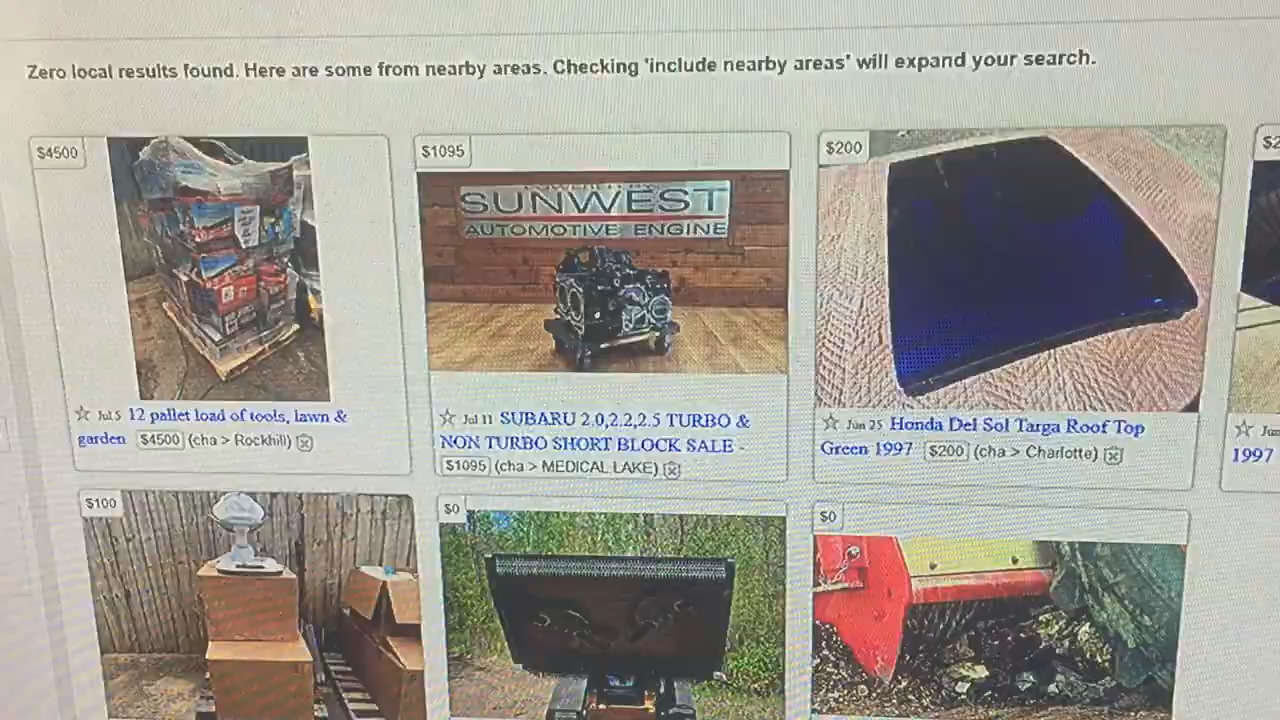 Zero local results found. Here are some from nearby areas. Checking 'include nearby areas' will expand your search.
$4500
$1095
$200
SUNWEST
AUTOMOTIVE ENGINE
Jul 5 12 pallet load of tools, lawn &
garden $4500 (cha > Rockhill)
Jul 11 SUBARU 2.0,2.2,2.5 TURBO &
NON TURBO SHORT BLOCK SALE -
$1095 (cha > MEDICAL LAKE)
Jun 25 Honda Del Sol Targa Roof Top
Green 1997 $200 (cha > Charlotte)
1997
$100
$0
$0